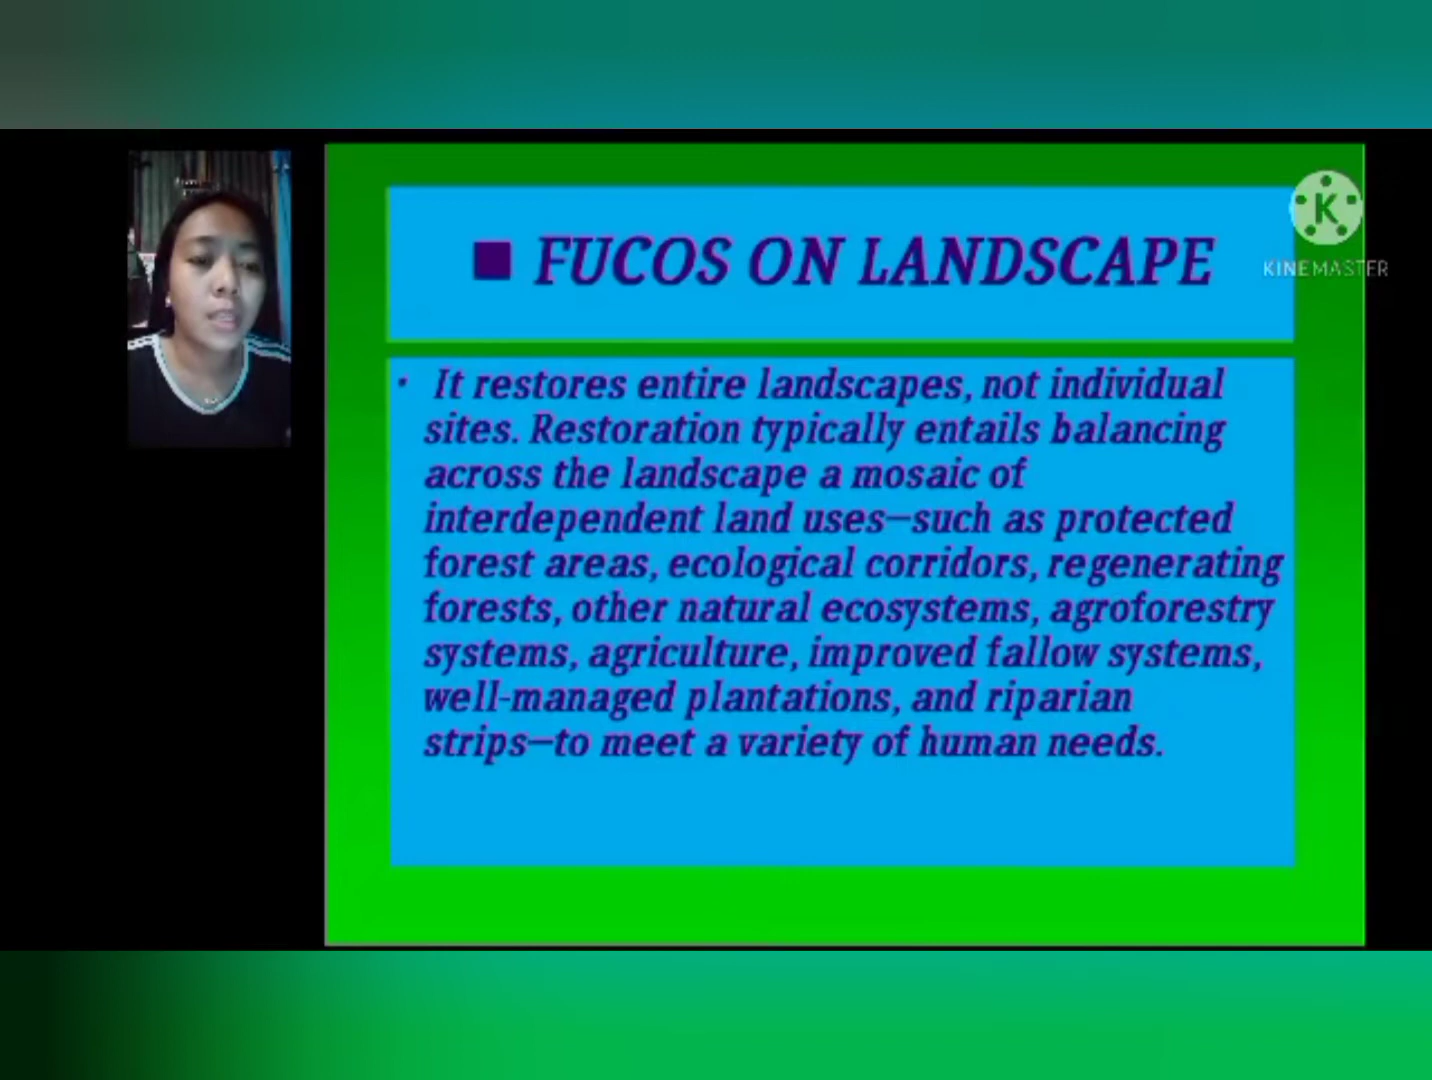 ■ FUCOS ON LANDSCAPE
K
KINEMASTER
• It restores entire landscapes, not individual
sites. Restoration typically entails balancing
across the landscape a mosaic of
interdependent land uses—such as protected
forest areas, ecological corridors, regenerating
forests, other natural ecosystems, agroforestry
systems, agriculture, improved fallow systems,
well-managed plantations, and riparian
strips—to meet a variety of human needs.